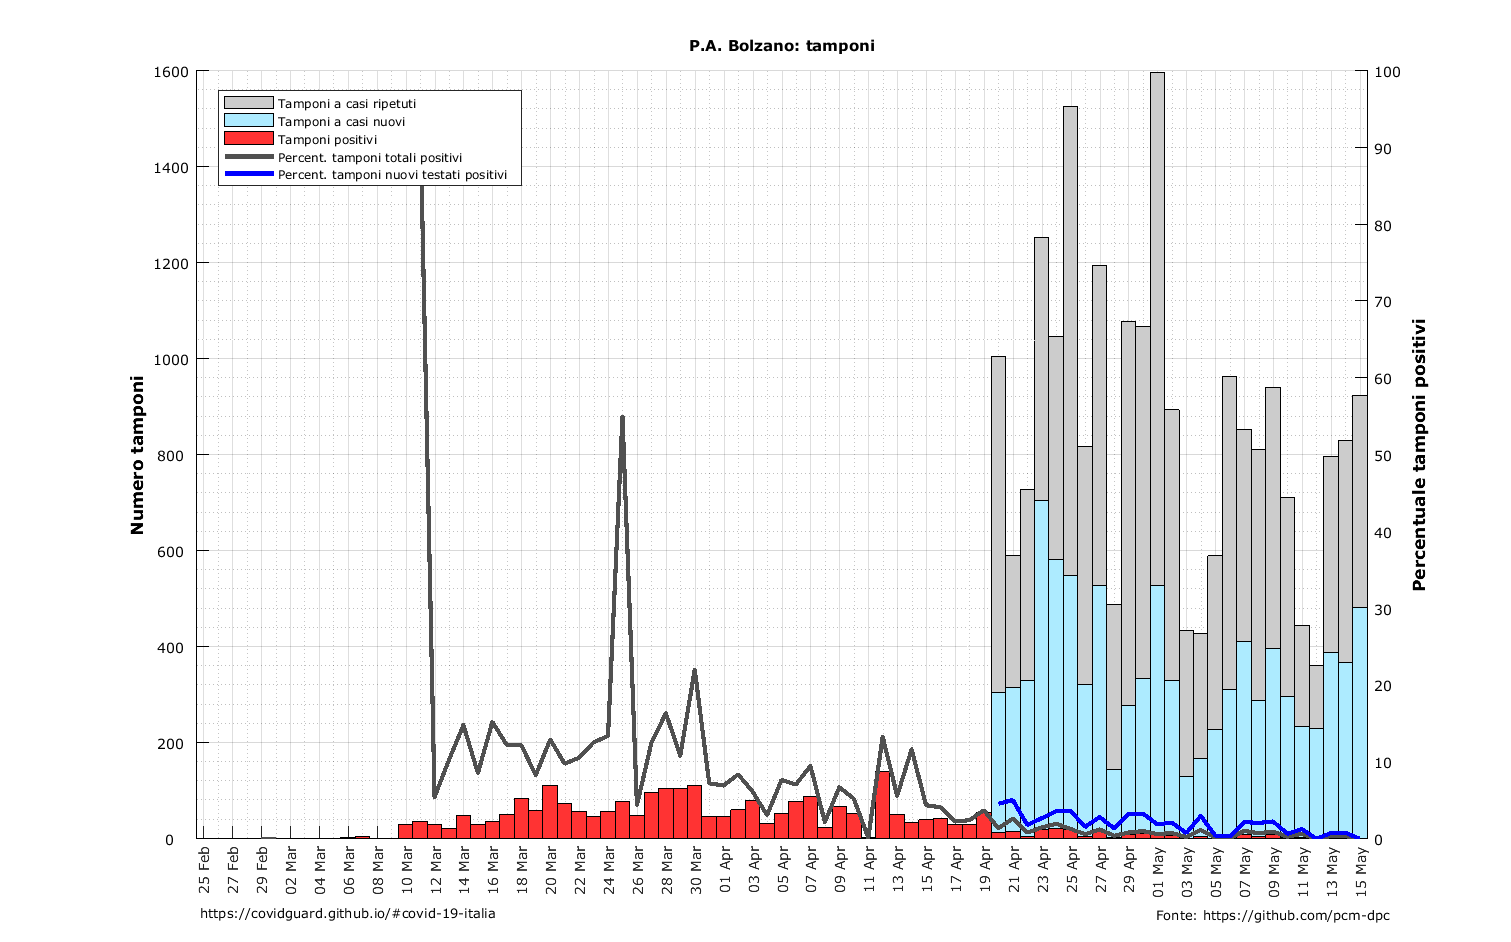 P.A. Bolzano: tamponi
Tamponi a casi ripetuti
Tamponi a casi nuovi
Tamponi positivi
Percent. tamponi totali positivi
Percent. tamponi nuovi testati positivi
Numero tamponi
1600
1400
1200
1000
800
600
400
200
0
Percentuale tamponi positivi
100
90
80
70
60
50
40
30
20
10
0
25 Feb
27 Feb
29 Feb
02 Mar
04 Mar
06 Mar
08 Mar
10 Mar
12 Mar
14 Mar
16 Mar
18 Mar
20 Mar
22 Mar
24 Mar
26 Mar
28 Mar
30 Mar
01 Apr
03 Apr
05 Apr
07 Apr
09 Apr
11 Apr
13 Apr
15 Apr
17 Apr
19 Apr
21 Apr
23 Apr
25 Apr
27 Apr
29 Apr
01 May
03 May
05 May
07 May
09 May
11 May
13 May
15 May
https://covidguard.github.io/#covid-19-italia
Fonte: https://github.com/pcm-dpc